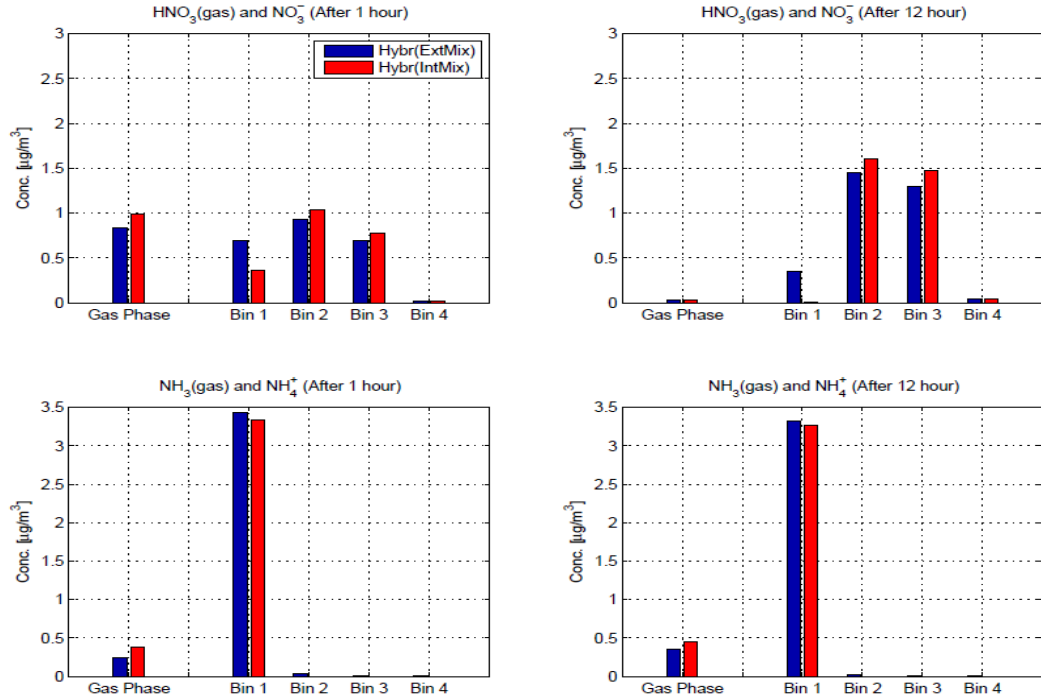 HNO3(gas) and NO3− (After 1 hour)
3
2.5
2
1.5
1
0.5
0
Conc. [μg/m3]
Hybr(ExtMix)
Hybr(IntMix)
Gas Phase Bin 1 Bin 2 Bin 3 Bin 4
HNO3(gas) and NO3− (After 12 hour)
3
2.5
2
1.5
1
0.5
0
Conc. [μg/m3]
Gas Phase Bin 1 Bin 2 Bin 3 Bin 4
NH3(gas) and NH4+ (After 1 hour)
3.5
3
2.5
2
1.5
1
0.5
0
Conc. [μg/m3]
Gas Phase Bin 1 Bin 2 Bin 3 Bin 4
NH3(gas) and NH4+ (After 12 hour)
3.5
3
2.5
2
1.5
1
0.5
0
Conc. [μg/m3]
Gas Phase Bin 1 Bin 2 Bin 3 Bin 4